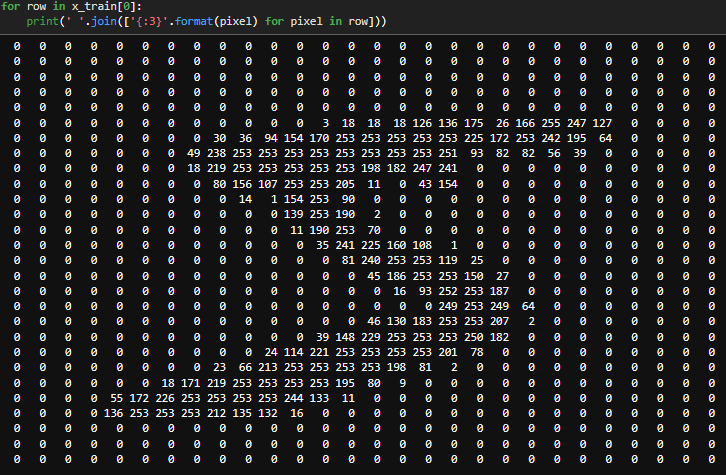 for row in x_train[0]:
print(' '.join(['{:3}'.format(pixel) for pixel in row]))
0 0 0 0 0 0 0 0 0 0 0 0 0 0 0 0 0 0 0 0 0 0 0 0 0 0 0 0
0 0 0 0 0 0 0 0 0 0 0 0 0 0 0 0 0 0 0 0 0 0 0 0 0 0 0 0
0 0 0 0 0 0 0 0 0 0 0 0 0 0 0 0 0 0 0 0 0 0 0 0 0 0 0 0
0 0 0 0 0 0 0 0 0 0 0 0 0 0 0 0 0 0 0 0 0 0 0 0 0 0 0 0
0 0 0 0 0 0 0 0 0 0 0 0 0 0 0 0 0 0 0 0 0 0 0 0 0 0 0 0
0 0 0 0 0 0 0 0 0 0 0 0 3 18 18 18 126 136 175 26 166 255 247 127 0 0 0 0
0 0 0 0 0 0 0 0 30 36 94 154 170 253 253 253 253 253 225 172 253 242 195 64 0 0 0 0
0 0 0 0 0 0 0 49 238 253 253 253 253 253 253 253 253 251 93 82 82 56 39 0 0 0 0 0
0 0 0 0 0 0 0 18 219 253 253 253 253 253 198 182 247 241 0 0 0 0 0 0 0 0 0 0
0 0 0 0 0 0 0 0 80 156 107 253 253 205 11 0 43 154 0 0 0 0 0 0 0 0 0 0
0 0 0 0 0 0 0 0 0 14 1 154 253 90 0 0 0 0 0 0 0 0 0 0 0 0 0 0
0 0 0 0 0 0 0 0 0 0 0 139 253 190 2 0 0 0 0 0 0 0 0 0 0 0 0 0
0 0 0 0 0 0 0 0 0 0 0 11 190 253 70 0 0 0 0 0 0 0 0 0 0 0 0 0
0 0 0 0 0 0 0 0 0 0 0 0 35 241 225 160 108 1 0 0 0 0 0 0 0 0 0 0
0 0 0 0 0 0 0 0 0 0 0 0 0 81 240 253 253 119 25 0 0 0 0 0 0 0 0 0
0 0 0 0 0 0 0 0 0 0 0 0 0 0 45 186 253 253 150 27 0 0 0 0 0 0 0 0
0 0 0 0 0 0 0 0 0 0 0 0 0 0 0 16 93 252 253 187 0 0 0 0 0 0 0 0
0 0 0 0 0 0 0 0 0 0 0 0 0 0 0 0 0 249 253 249 64 0 0 0 0 0 0 0
0 0 0 0 0 0 0 0 0 0 0 0 0 0 46 130 183 253 253 207 2 0 0 0 0 0 0 0
0 0 0 0 0 0 0 0 0 0 0 0 39 148 229 253 253 253 250 182 0 0 0 0 0 0 0 0
0 0 0 0 0 0 0 0 0 0 24 114 221 253 253 253 253 201 78 0 0 0 0 0 0 0 0 0
0 0 0 0 0 0 0 0 23 66 213 253 253 253 253 198 81 2 0 0 0 0 0 0 0 0 0 0
0 0 0 0 0 0 18 171 219 253 253 253 253 195 80 9 0 0 0 0 0 0 0 0 0 0 0 0
0 0 0 0 55 172 226 253 253 253 253 244 133 11 0 0 0 0 0 0 0 0 0 0 0 0 0 0
0 0 0 0 136 253 253 253 212 135 132 16 0 0 0 0 0 0 0 0 0 0 0 0 0 0 0 0
0 0 0 0 0 0 0 0 0 0 0 0 0 0 0 0 0 0 0 0 0 0 0 0 0 0 0 0
0 0 0 0 0 0 0 0 0 0 0 0 0 0 0 0 0 0 0 0 0 0 0 0 0 0 0 0
0 0 0 0 0 0 0 0 0 0 0 0 0 0 0 0 0 0 0 0 0 0 0 0 0 0 0 0